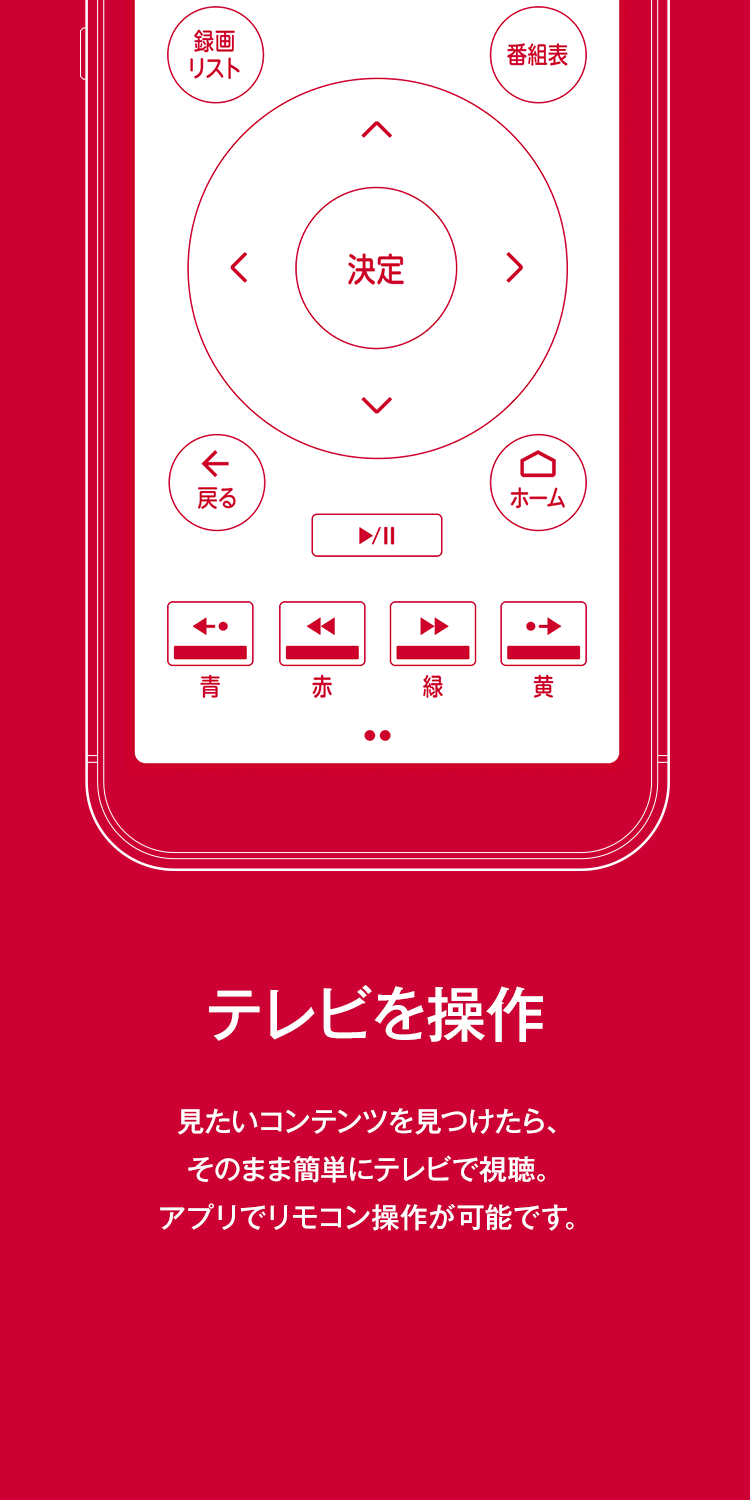 録画
リスト
番組表
決定
戻る
ホーム
青
赤
緑
黄
テレビを操作
見たいコンテンツを見つけたら、
そのまま簡単にテレビで視聴。
アプリでリモコン操作が可能です。